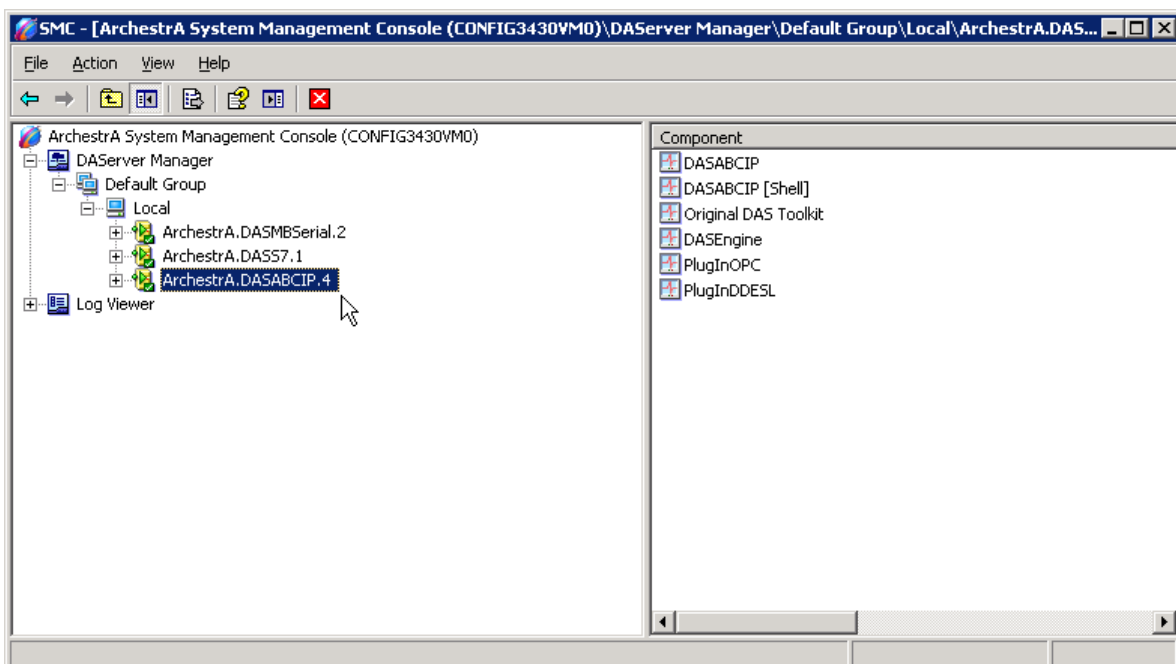 SMC - [ArchestrA System Management Console (CONFIG3430VM0)\DAServer Manager\Default Group\Local\ArchestrA.DAS...
File Action View Help
ArchestrA System Management Console (CONFIG3430VM0)
DAServer Manager
Default Group
Local
ArchestrA.DASMBSerial.2
ArchestrA.DASS7.1
ArchestrA.DASABCIP.4
Log Viewer
Component
DASABCIP
DASABCIP [Shell]
Original DAS Toolkit
DASEngine
PlugInOPC
PlugInDDESL